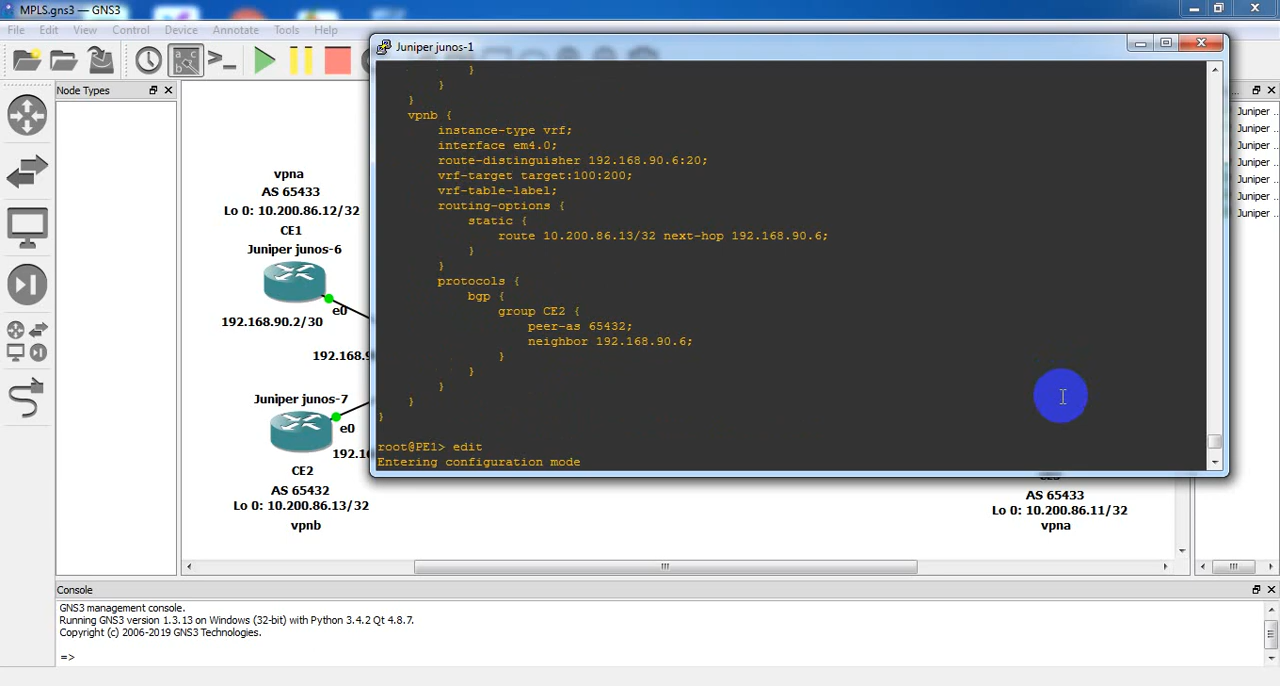 MPLS.gns3 — GNS3
File Edit View Control Device Annotate Tools Help
Node Types
vpna
AS 65433
Lo 0: 10.200.86.12/32
CE1
Juniper junos-6
e0
192.168.90.2/30
192.168.9
Juniper junos-7
e0
192.1
CE2
AS 65432
Lo 0: 10.200.86.13/32
vpnb
Juniper junos-1
}
}
}
vpnb {
instance-type vrf;
interface em4.0;
route-distinguisher 192.168.90.6:20;
vrf-target target:100:200;
vrf-table-label;
routing-options {
static {
route 10.200.86.13/32 next-hop 192.168.90.6;
}
}
protocols {
bgp {
group CE2 {
peer-as 65432;
neighbor 192.168.90.6;
}
}
}
}
}
root@PE1> edit
Entering configuration mode
AS 65433
Lo 0: 10.200.86.11/32
vpna
...
Juniper ...
Juniper ...
Juniper ...
Juniper ...
Juniper ...
Juniper ...
Juniper ...
Console
GNS3 management console.
Running GNS3 version 1.3.13 on Windows (32-bit) with Python 3.4.2 Qt 4.8.7.
Copyright (c) 2006-2019 GNS3 Technologies.
=>